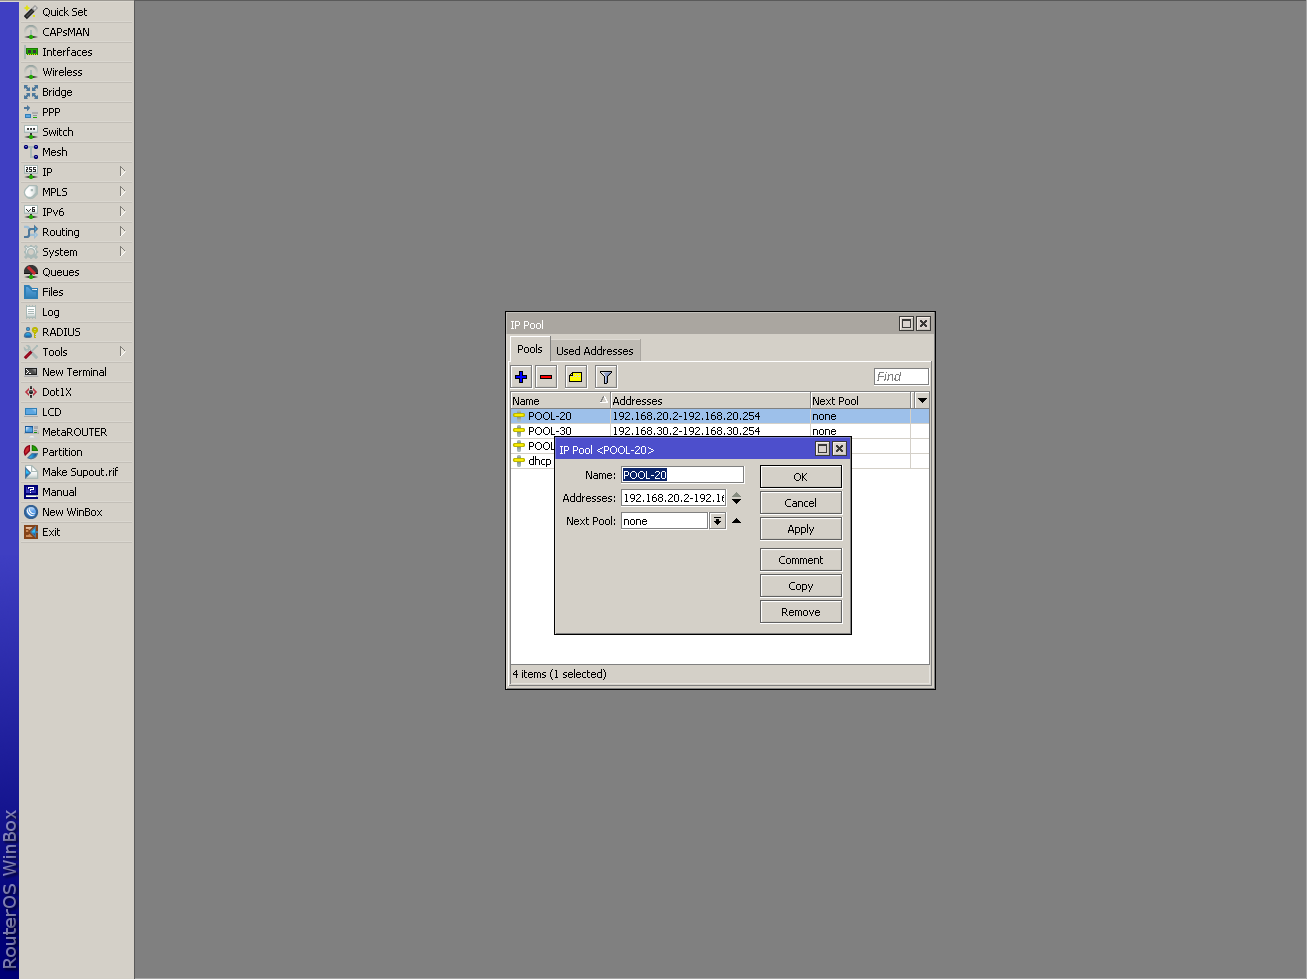 Quick Set
CAPsMAN
Interfaces
Wireless
Bridge
PPP
Switch
Mesh
IP
MPLS
IPv6
Routing
System
Queues
Files
Log
RADIUS
Tools
New Terminal
Dot1X
LCD
MetaROUTER
Partition
Make Supout.rif
Manual
New WinBox
Exit
RouterOS WinBox
IP Pool
Pools Used Addresses
Find
Name Addresses Next Pool
POOL-20 192.168.20.2-192.168.20.254 none
POOL-30 192.168.30.2-192.168.30.254 none
POOL
dhcp
IP Pool <POOL-20>
Name: POOL-20
Addresses: 192.168.20.2-192.16
Next Pool: none
OK
Cancel
Apply
Comment
Copy
Remove
4 items (1 selected)